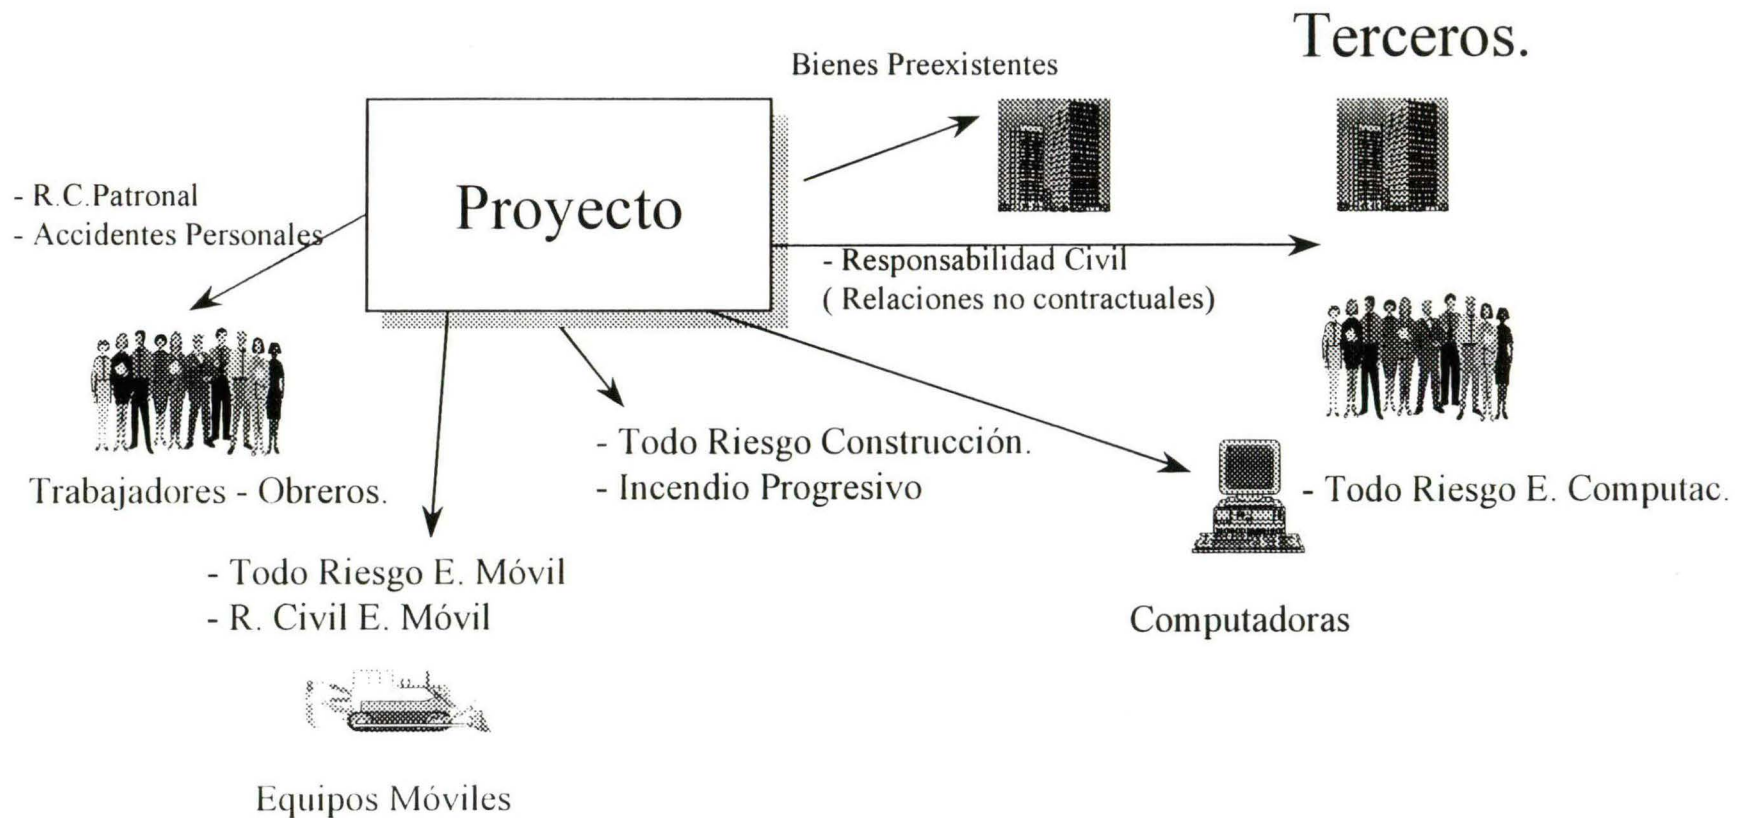 Terceros.
Bienes Preexistentes
Proyecto
- R.C.Patronal
- Accidentes Personales
- Responsabilidad Civil
( Relaciones no contractuales)
- Todo Riesgo Construcción.
- Incendio Progresivo
Trabajadores - Obreros.
- Todo Riesgo E. Computac.
- Todo Riesgo E. Móvil
- R. Civil E. Móvil
Computadoras
Equipos Móviles